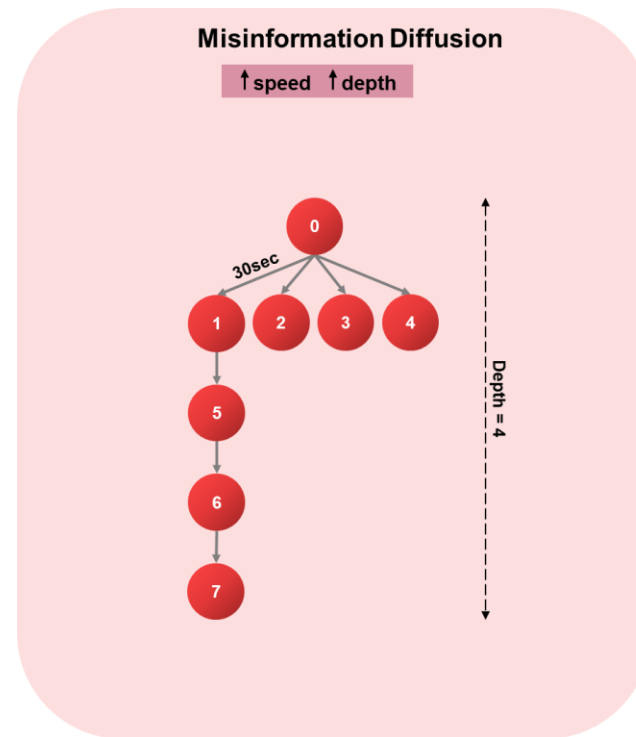 Misinformation Diffusion
↑ speed ↑ depth
0
30sec
1 2 3 4
5
6
7
Depth = 4